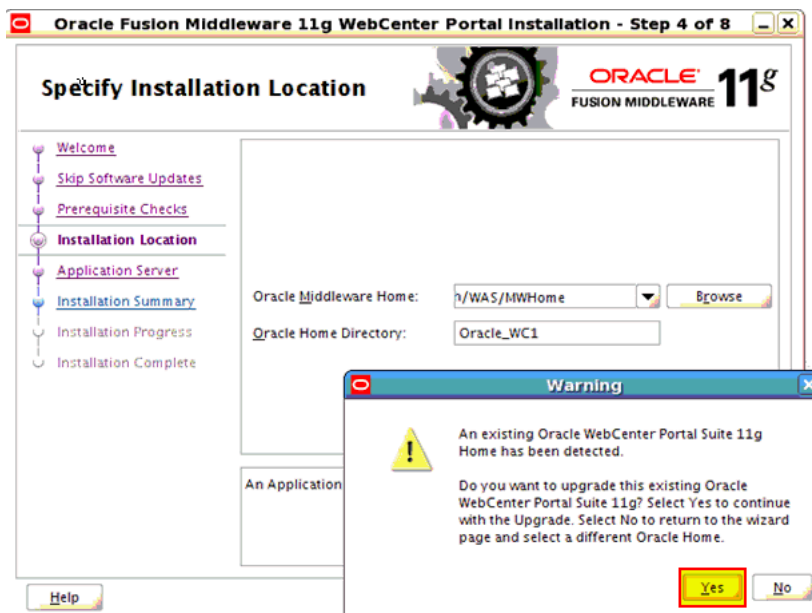 Oracle Fusion Middleware 11g WebCenter Portal Installation - Step 4 of 8
Specify Installation Location
ORACLE
FUSION MIDDLEWARE
11g
Welcome
Skip Software Updates
Prerequisite Checks
Installation Location
Application Server
Installation Summary
Installation Progress
Installation Complete
Oracle Middleware Home:
/WAS/MWHome
Browse
Oracle Home Directory:
Oracle_WC1
An Application
Warning
An existing Oracle WebCenter Portal Suite 11g
Home has been detected.
Do you want to upgrade this existing Oracle
WebCenter Portal Suite 11g? Select Yes to continue
with the Upgrade. Select No to return to the wizard
page and select a different Oracle Home.
Yes
No
Help